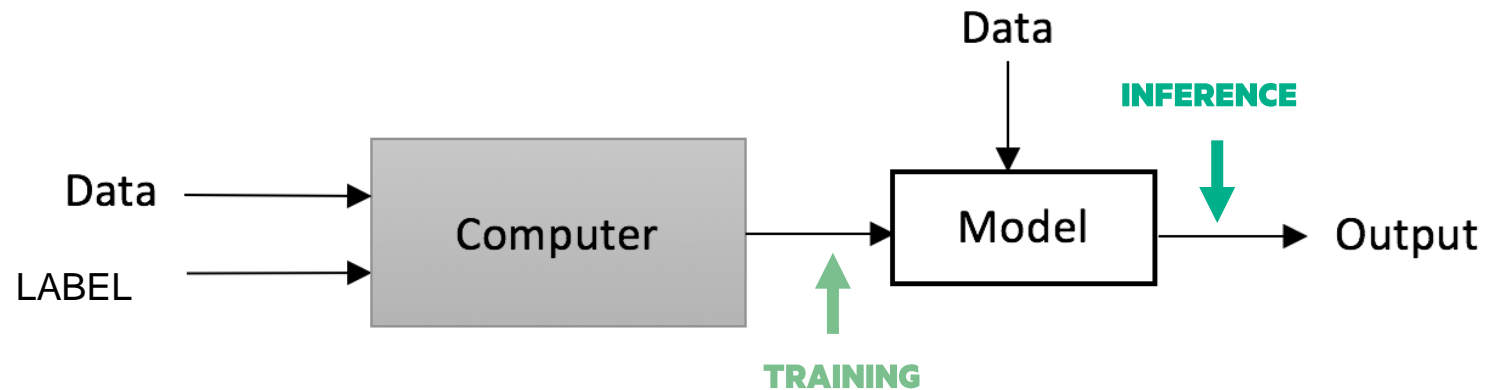 Data
INFERENCE
Data
Computer
Model
Output
LABEL
TRAINING